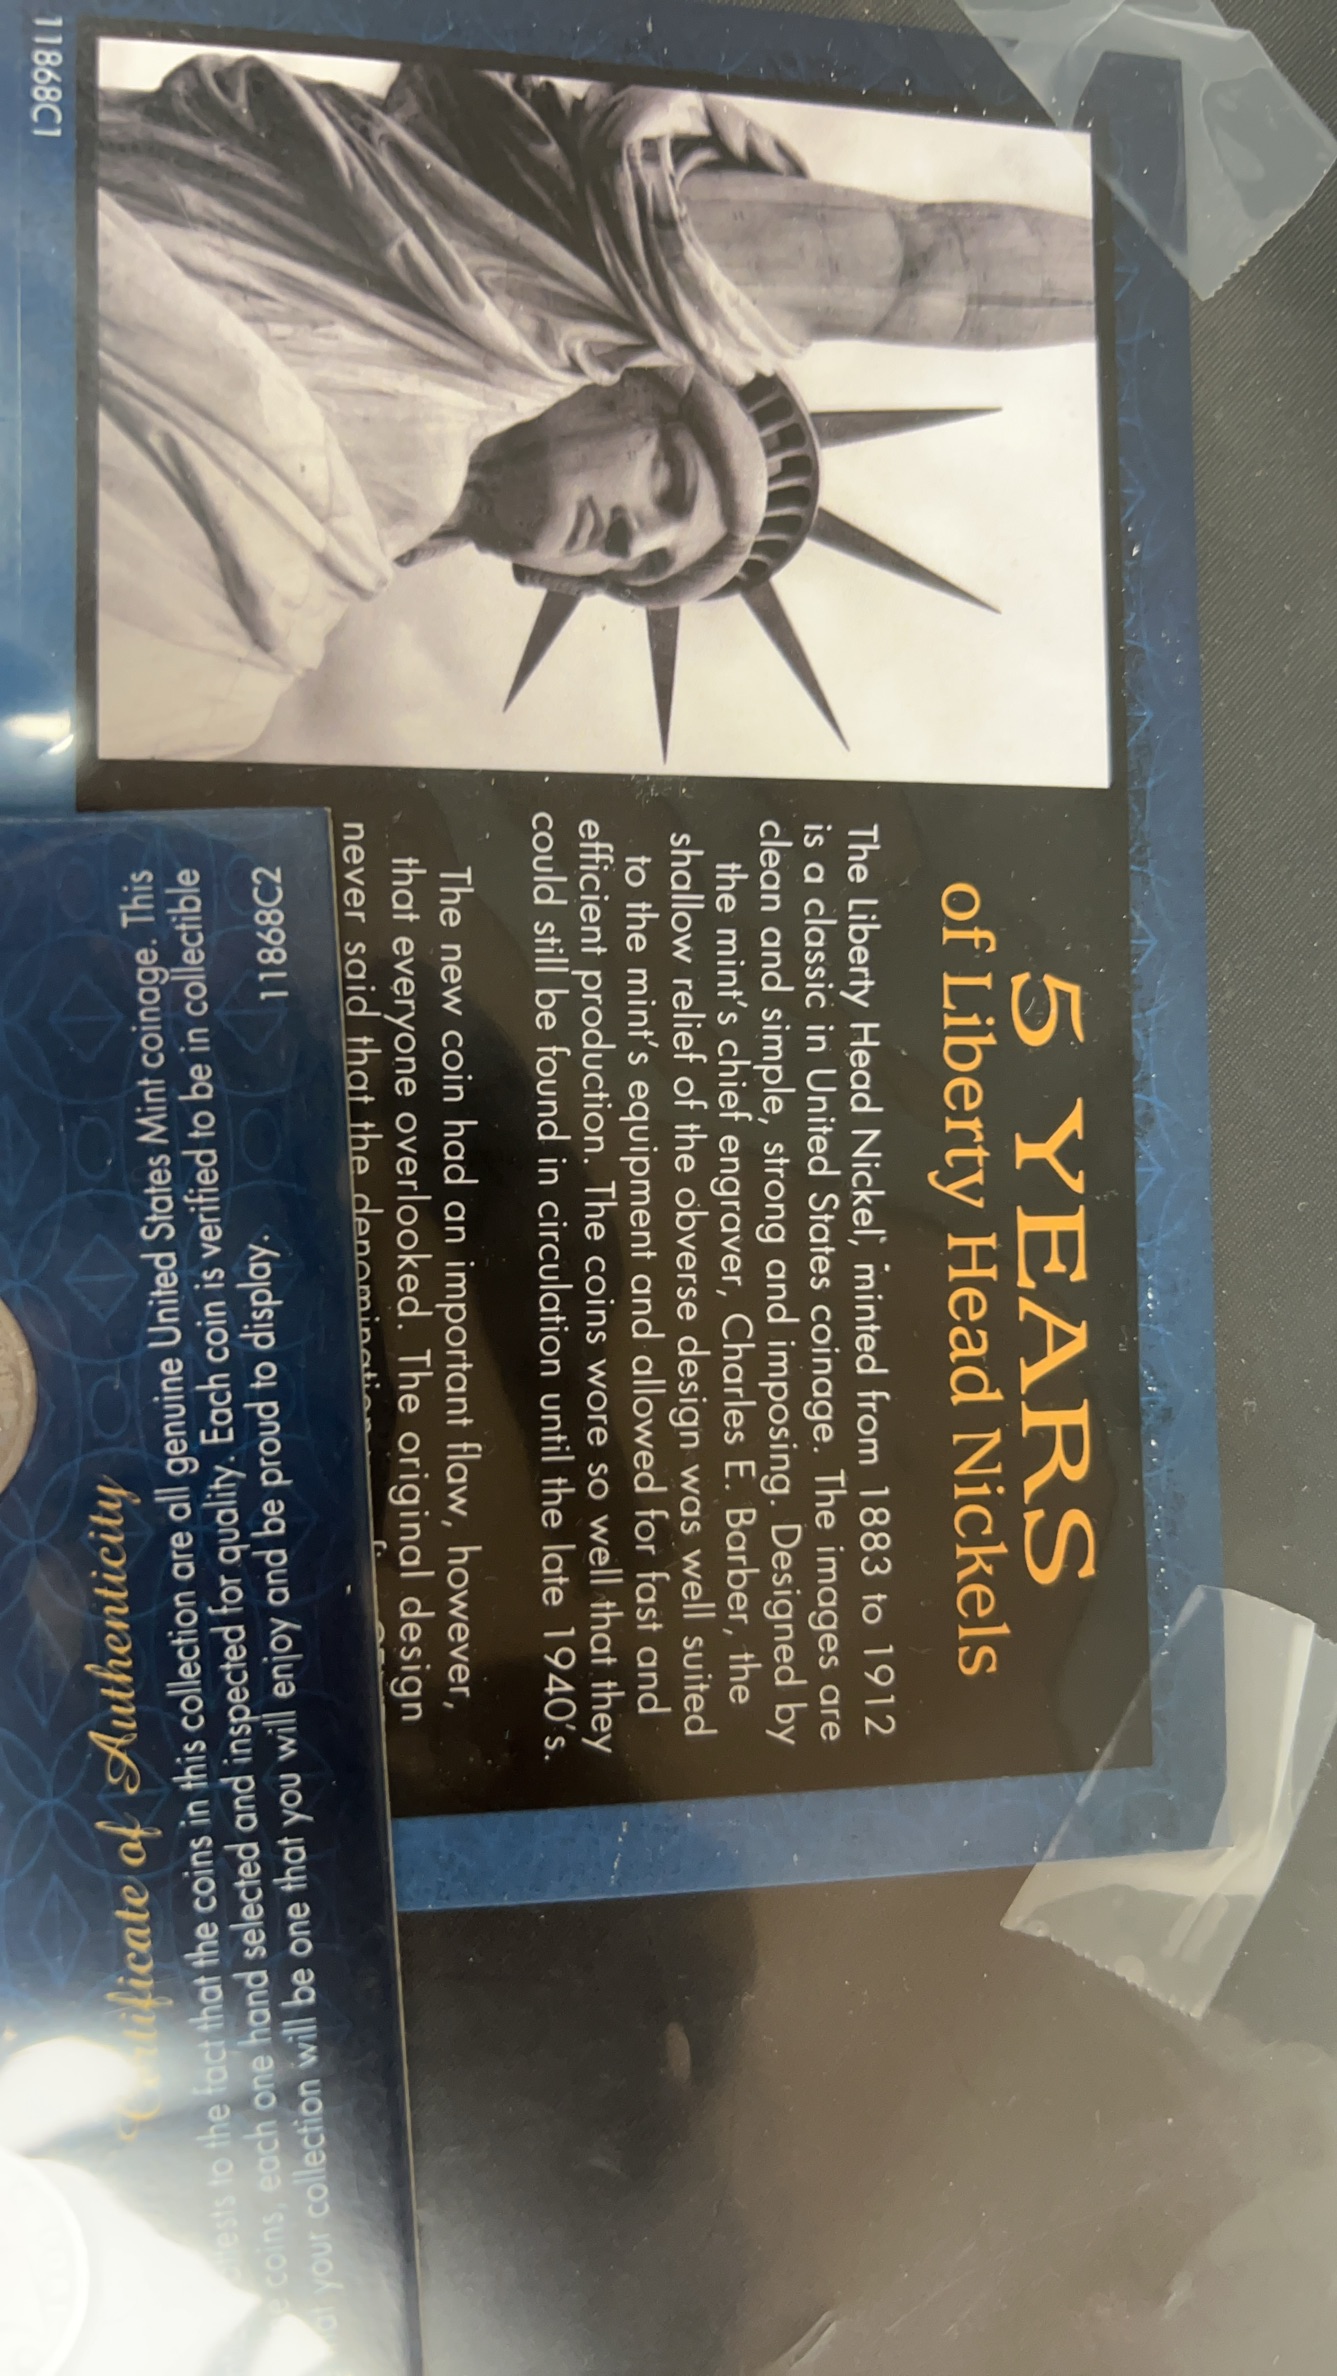 11868C1
5 YEARS
of Liberty Head Nickels
The Liberty Head Nickel, minted from 1883 to 1912
is a classic in United States coinage. The images are
clean and simple, strong and imposing. Designed by
the mint's chief engraver, Charles E. Barber, the
shallow relief of the obverse design was well suited
to the mint's equipment and allowed for fast and
efficient production. The coins wore so well that they
could still be found in circulation until the late 1940's.
The new coin had an important flaw, however,
that everyone overlooked. The original design
never said that the denomination
11868C2
Certificate of Authenticity
to the fact that the coins in this collection are all genuine United States Mint coinage. This
coins, each one hand selected and inspected for quality. Each coin is verified to be in collectible
your collection will be one that you will enjoy and be proud to display.